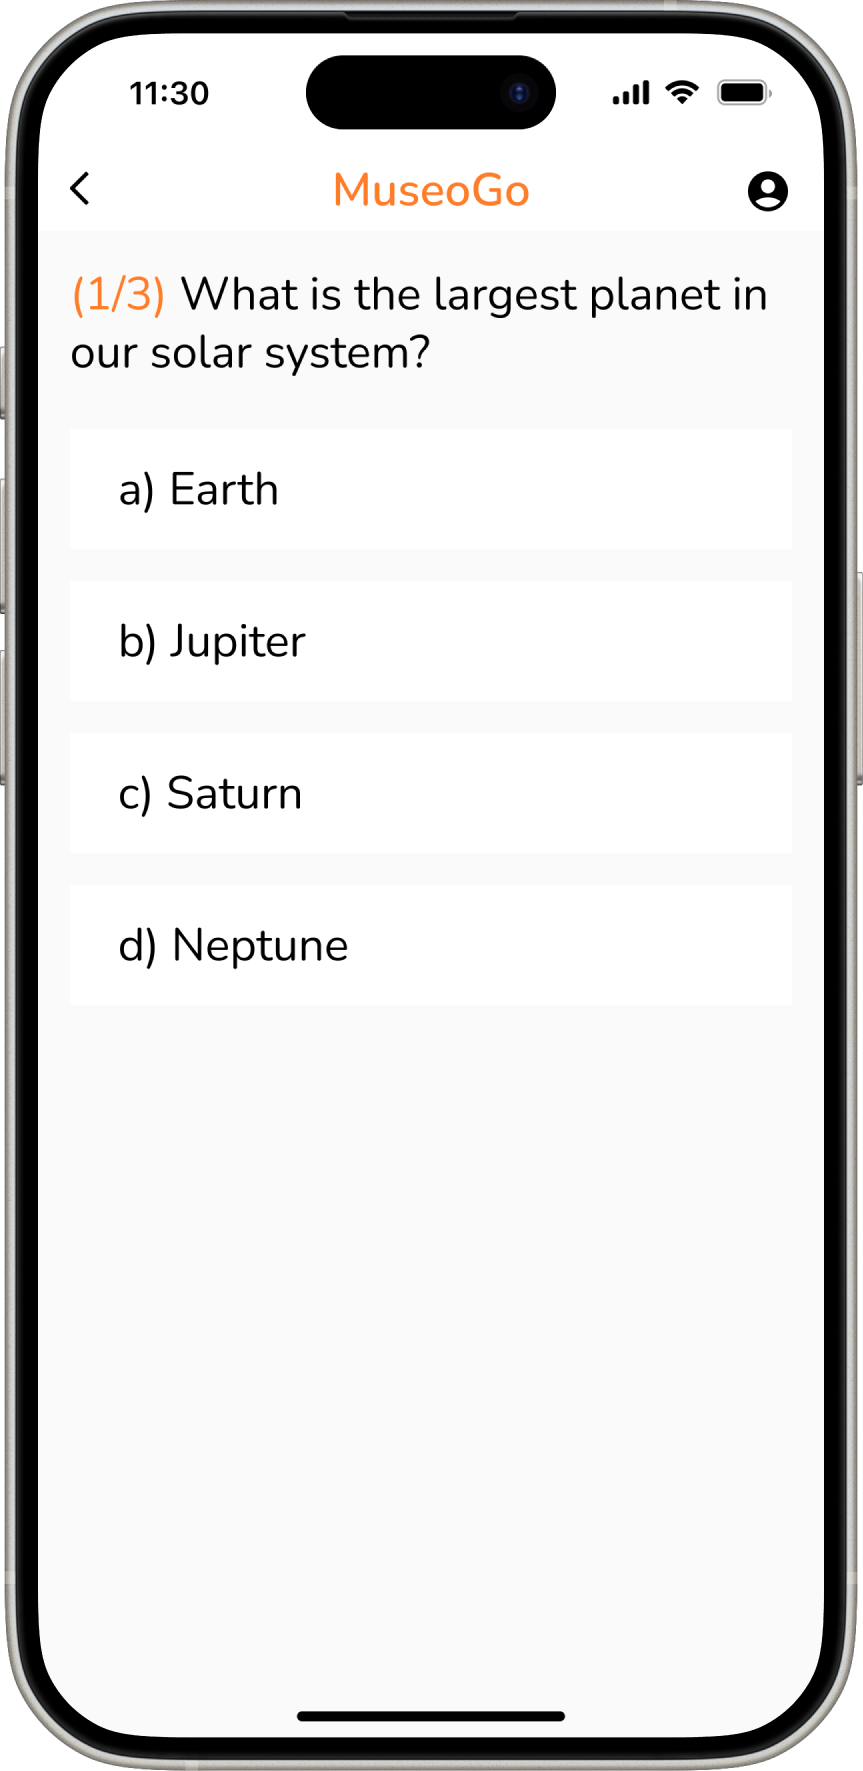 11:30
MuseoGo
(1/3) What is the largest planet in
our solar system?
a) Earth
b) Jupiter
c) Saturn
d) Neptune